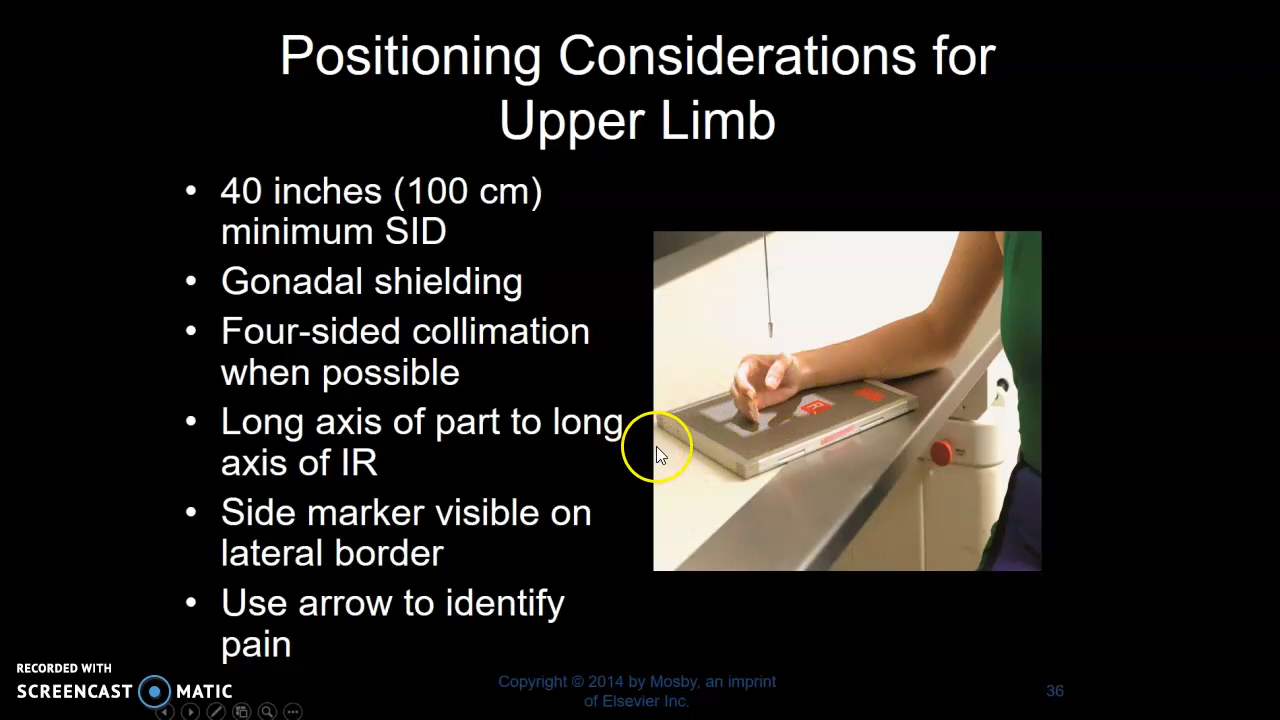 Positioning Considerations for
Upper Limb
• 40 inches (100 cm)
minimum SID
• Gonadal shielding
• Four-sided collimation
when possible
• Long axis of part to long
axis of IR
• Side marker visible on
lateral border
• Use arrow to identify
pain
RECORDED WITH
SCREENCAST MATIC
Copyright © 2014 by Mosby, an imprint
of Elsevier Inc.
36